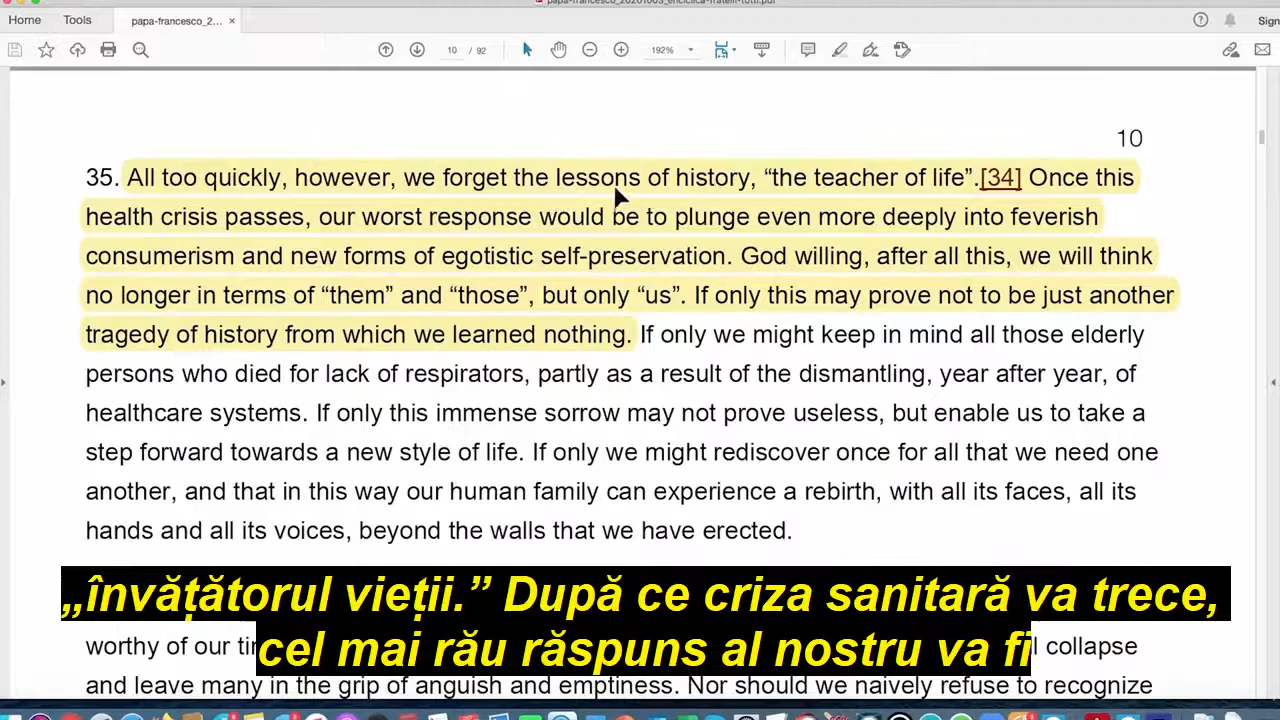 papa-francesco_20201003_enciclica-fratelli-tutti.pdf
Home Tools papa-francesco_2... × Sign
10 / 92 192%
10
35. All too quickly, however, we forget the lessons of history, “the teacher of life”.[34] Once this
health crisis passes, our worst response would be to plunge even more deeply into feverish
consumerism and new forms of egotistic self-preservation. God willing, after all this, we will think
no longer in terms of “them” and “those”, but only “us”. If only this may prove not to be just another
tragedy of history from which we learned nothing. If only we might keep in mind all those elderly
persons who died for lack of respirators, partly as a result of the dismantling, year after year, of
healthcare systems. If only this immense sorrow may not prove useless, but enable us to take a
step forward towards a new style of life. If only we might rediscover once for all that we need one
another, and that in this way our human family can experience a rebirth, with all its faces, all its
hands and all its voices, beyond the walls that we have erected.
„învățătorul vieții.” După ce criza sanitară va trece,
cel mai rău răspuns al nostru va fi
worthy of our collapse
and leave many in the grip of anguish and emptiness. Nor should we naively refuse to recognize